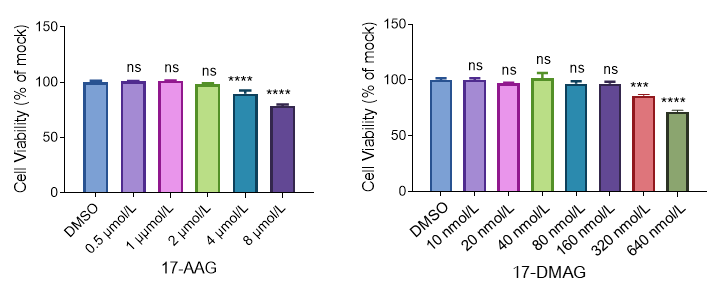 Cell Viability (% of mock)
150
100
50
0
ns
ns
ns
****
****
DMSO
0.5 μmol/L
1 μμmol/L
2 μmol/L
4 μmol/L
8 μmol/L
17-AAG
Cell Viability (% of mock)
150
100
50
0
ns
ns
ns
ns
ns
***
****
DMSO
10 nmol/L
20 nmol/L
40 nmol/L
80 nmol/L
160 nmol/L
320 nmol/L
640 nmol/L
17-DMAG